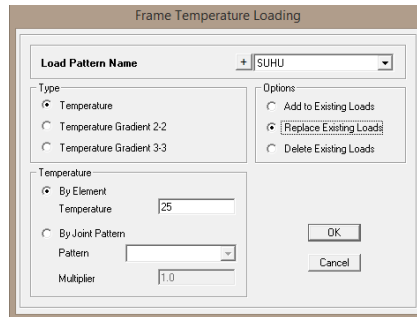 Frame Temperature Loading
Load Pattern Name + SUHU
Type
Temperature
Temperature Gradient 2-2
Temperature Gradient 3-3
Options
Add to Existing Loads
Replace Existing Loads
Delete Existing Loads
Temperature
By Element
Temperature 25
By Joint Pattern
Pattern
Multiplier 1.0
OK
Cancel